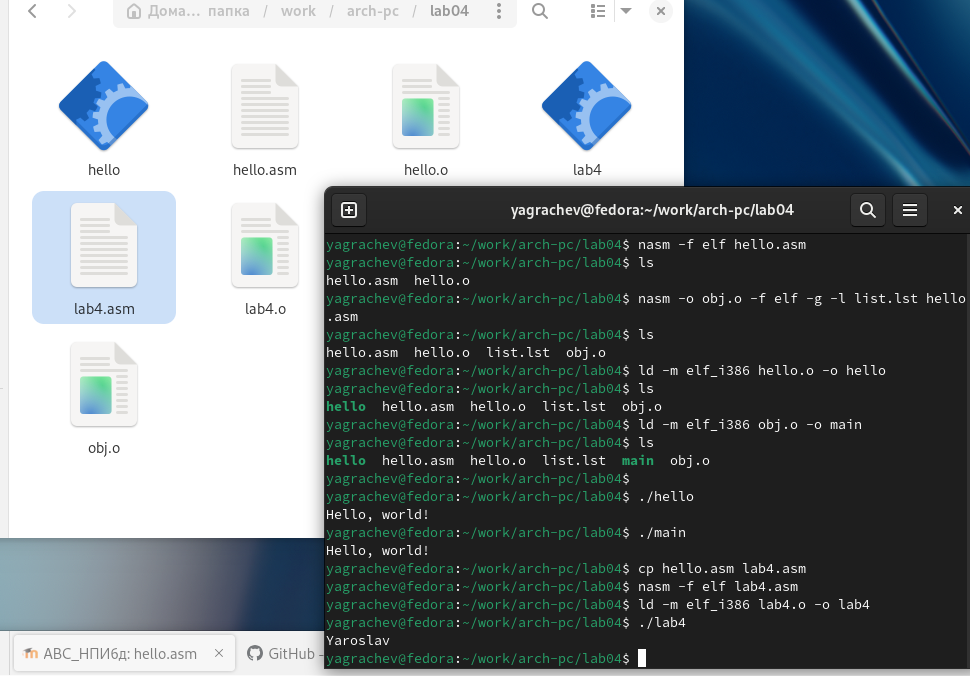 Дома... папка / work / arch-pc / lab04
hello
hello.asm
hello.o
lab4
lab4.asm
lab4.o
obj.o
yagrachev@fedora:~/work/arch-pc/lab04
yagrachev@fedora:~/work/arch-pc/lab04$ nasm -f elf hello.asm
yagrachev@fedora:~/work/arch-pc/lab04$ ls
hello.asm hello.o
yagrachev@fedora:~/work/arch-pc/lab04$ nasm -o obj.o -f elf -g -l list.lst hello
.asm
yagrachev@fedora:~/work/arch-pc/lab04$ ls
hello.asm hello.o list.lst obj.o
yagrachev@fedora:~/work/arch-pc/lab04$ ld -m elf_i386 hello.o -o hello
yagrachev@fedora:~/work/arch-pc/lab04$ ls
hello hello.asm hello.o list.lst obj.o
yagrachev@fedora:~/work/arch-pc/lab04$ ld -m elf_i386 obj.o -o main
yagrachev@fedora:~/work/arch-pc/lab04$ ls
hello hello.asm hello.o list.lst main obj.o
yagrachev@fedora:~/work/arch-pc/lab04$
yagrachev@fedora:~/work/arch-pc/lab04$ ./hello
Hello, world!
yagrachev@fedora:~/work/arch-pc/lab04$ ./main
Hello, world!
yagrachev@fedora:~/work/arch-pc/lab04$ cp hello.asm lab4.asm
yagrachev@fedora:~/work/arch-pc/lab04$ nasm -f elf lab4.asm
yagrachev@fedora:~/work/arch-pc/lab04$ ld -m elf_i386 lab4.o -o lab4
yagrachev@fedora:~/work/arch-pc/lab04$ ./lab4
Yaroslav
yagrachev@fedora:~/work/arch-pc/lab04$
АВС_НПИбд: hello.asm
GitHub –